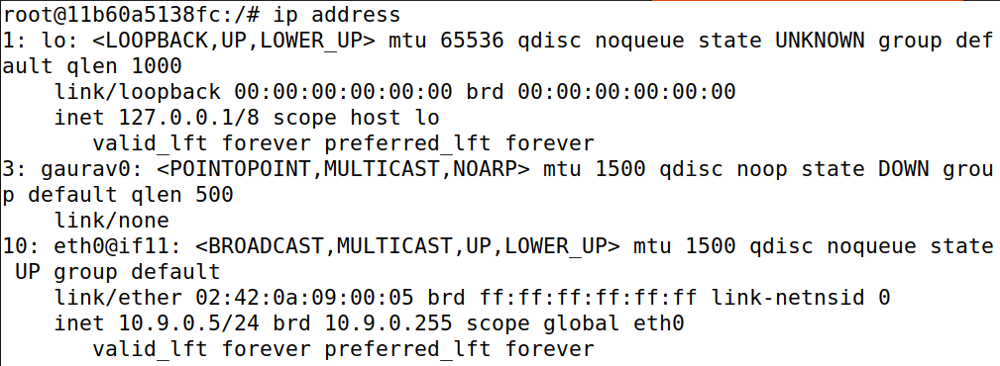 root@11b60a5138fc:/# ip address
1: lo: <LOOPBACK,UP,LOWER_UP> mtu 65536 qdisc noqueue state UNKNOWN group def
ault qlen 1000
    link/loopback 00:00:00:00:00:00 brd 00:00:00:00:00:00
    inet 127.0.0.1/8 scope host lo
       valid_lft forever preferred_lft forever
3: gaurav0: <POINTOPOINT,MULTICAST,NOARP> mtu 1500 qdisc noop state DOWN grou
p default qlen 500
    link/none
10: eth0@if11: <BROADCAST,MULTICAST,UP,LOWER_UP> mtu 1500 qdisc noqueue state
 UP group default
    link/ether 02:42:0a:09:00:05 brd ff:ff:ff:ff:ff:ff link-netnsid 0
    inet 10.9.0.5/24 brd 10.9.0.255 scope global eth0
       valid_lft forever preferred_lft forever